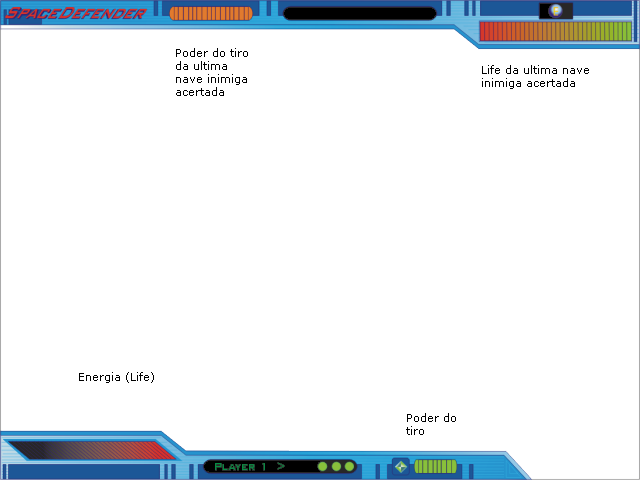 SpaceDefender
Poder do tiro
da ultima
nave inimiga
acertada
Life da ultima nave
inimiga acertada
Energia (Life)
Poder do
tiro
Player 1 >